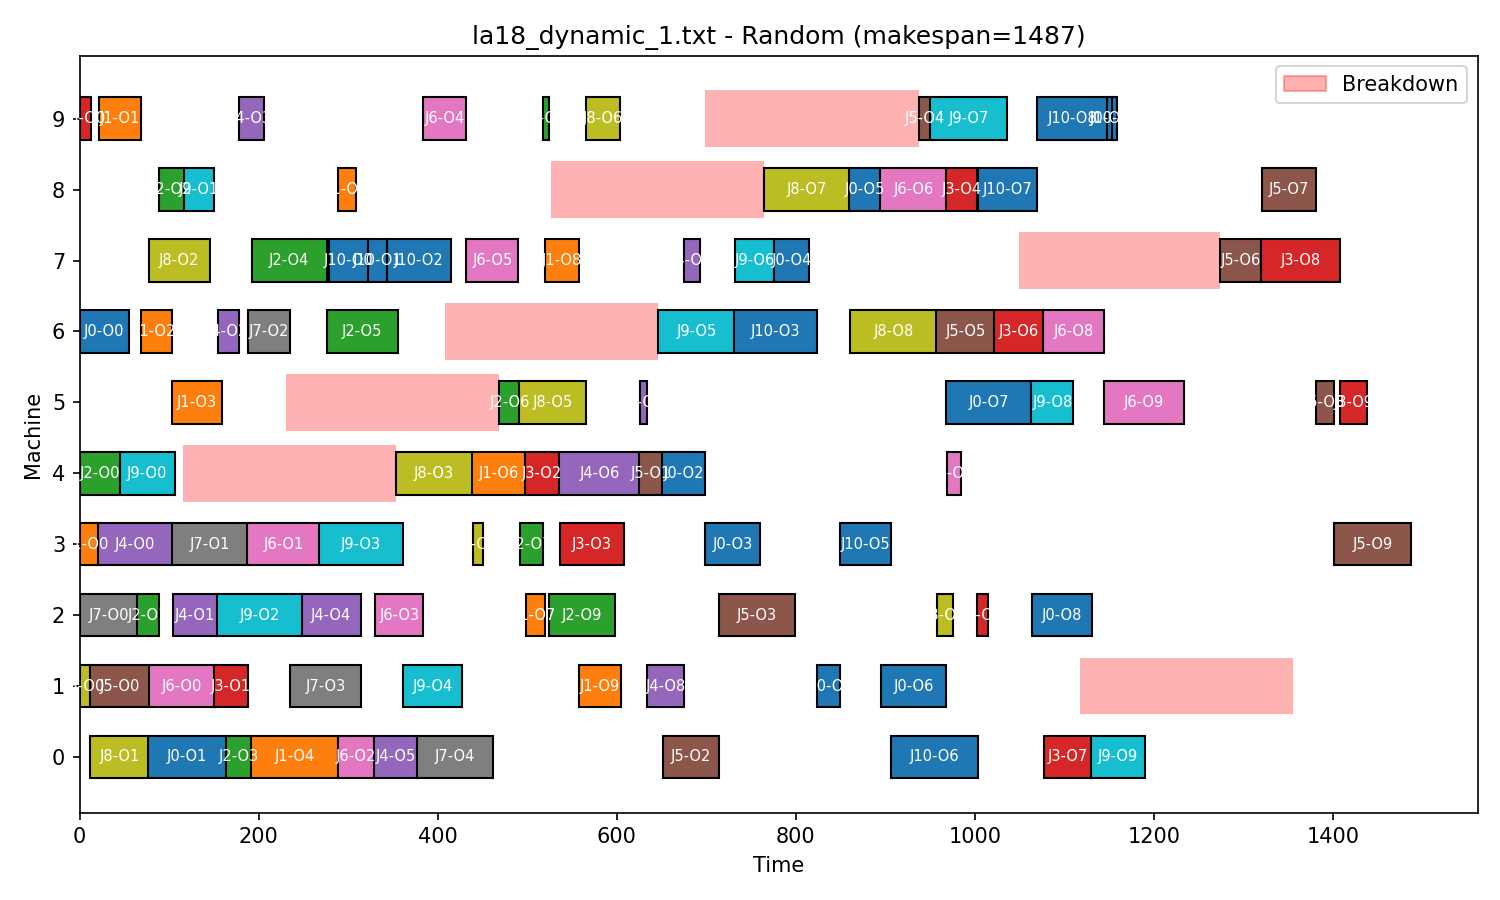 la18_dynamic_1.txt - Random (makespan=1487)
Breakdown
Machine
9
J1-O1 J6-O4 J8-O6 J5-O4 J9-O7 J10-O8
8
J8-O7 J0-O5 J6-O6 J3-O4 J10-O7 J5-O7
7
J8-O2 J2-O4 J10-O2 J6-O5 J1-O8 J9-O6 J0-O4 J5-O6 J3-O8
6
J0-O0 J7-O2 J2-O5 J9-O5 J10-O3 J8-O8 J5-O5 J3-O6 J6-O8
5
J1-O3 J2-O6 J8-O5 J0-O7 J9-O8 J6-O9
4
J2-O0 J9-O0 J8-O3 J1-O6 J3-O2 J4-O6 J5-O1 J0-O2
3
J4-O0 J7-O1 J6-O1 J9-O3 J3-O3 J0-O3 J10-O5 J5-O9
2
J7-O0 J4-O1 J9-O2 J4-O4 J6-O3 J2-O9 J5-O3 J0-O8
1
J5-O0 J6-O0 J3-O1 J7-O3 J9-O4 J1-O9 J4-O8 J0-O6
0
J8-O1 J0-O1 J2-O3 J1-O4 J6-O2 J4-O5 J7-O4 J5-O2 J10-O6 J3-O7 J9-O9
0 200 400 600 800 1000 1200 1400
Time